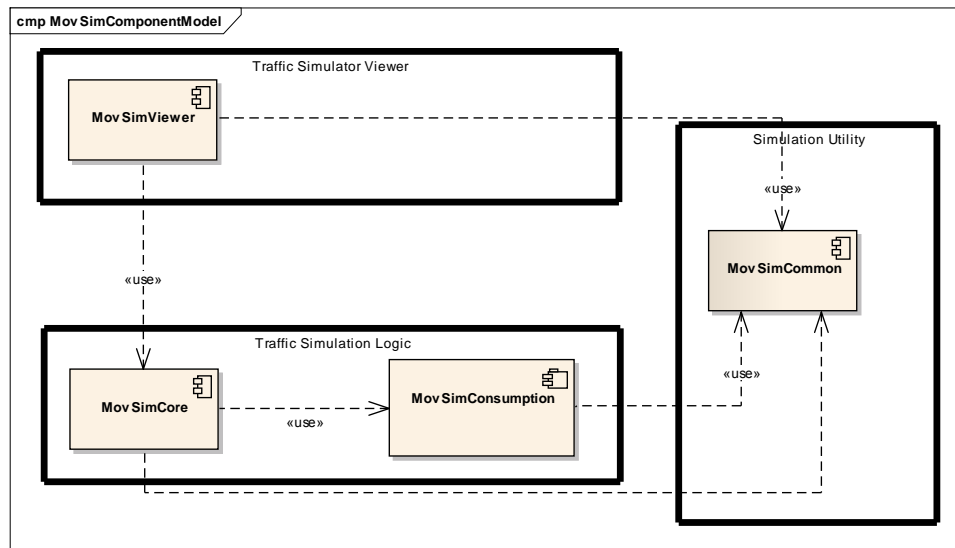 cmp MovSimComponentModel
Traffic Simulator Viewer
MovSimViewer
Simulation Utility
«use»
MovSimCommon
«use»
Traffic Simulation Logic
MovSimCore
MovSimConsumption
«use»
«use»